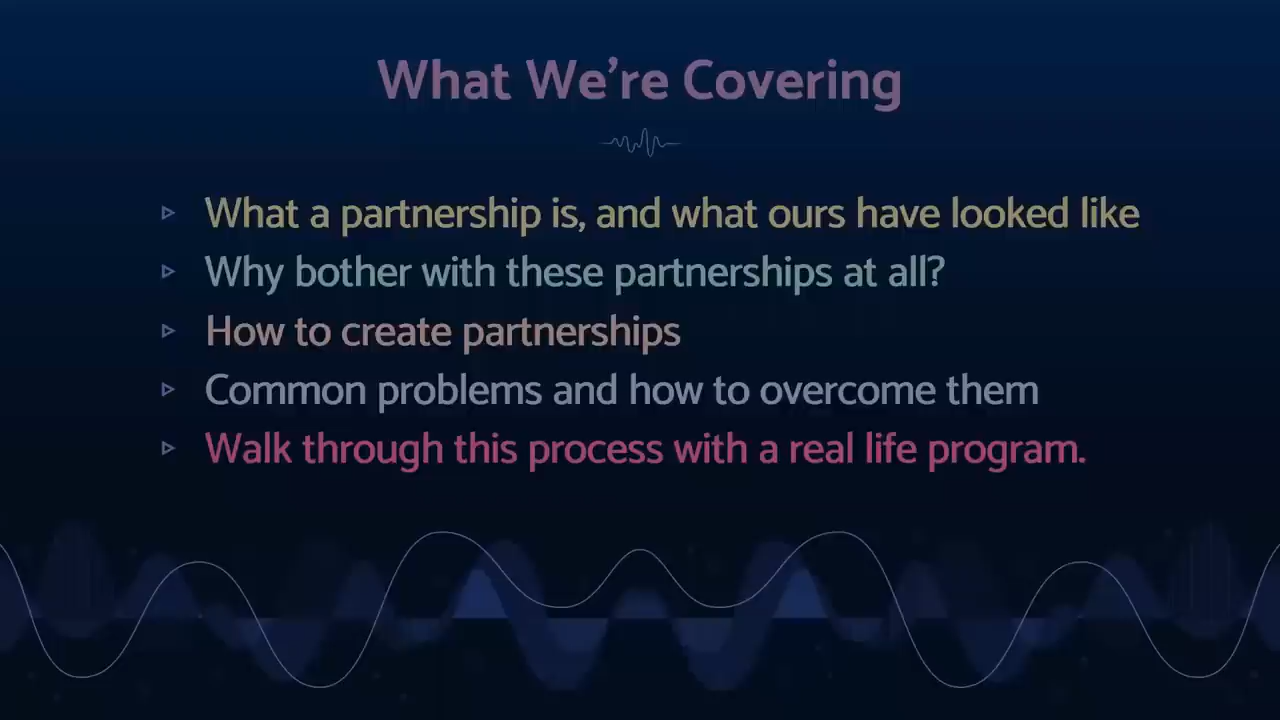 What We’re Covering
What a partnership is, and what ours have looked like
Why bother with these partnerships at all?
How to create partnerships
Common problems and how to overcome them
Walk through this process with a real life program.